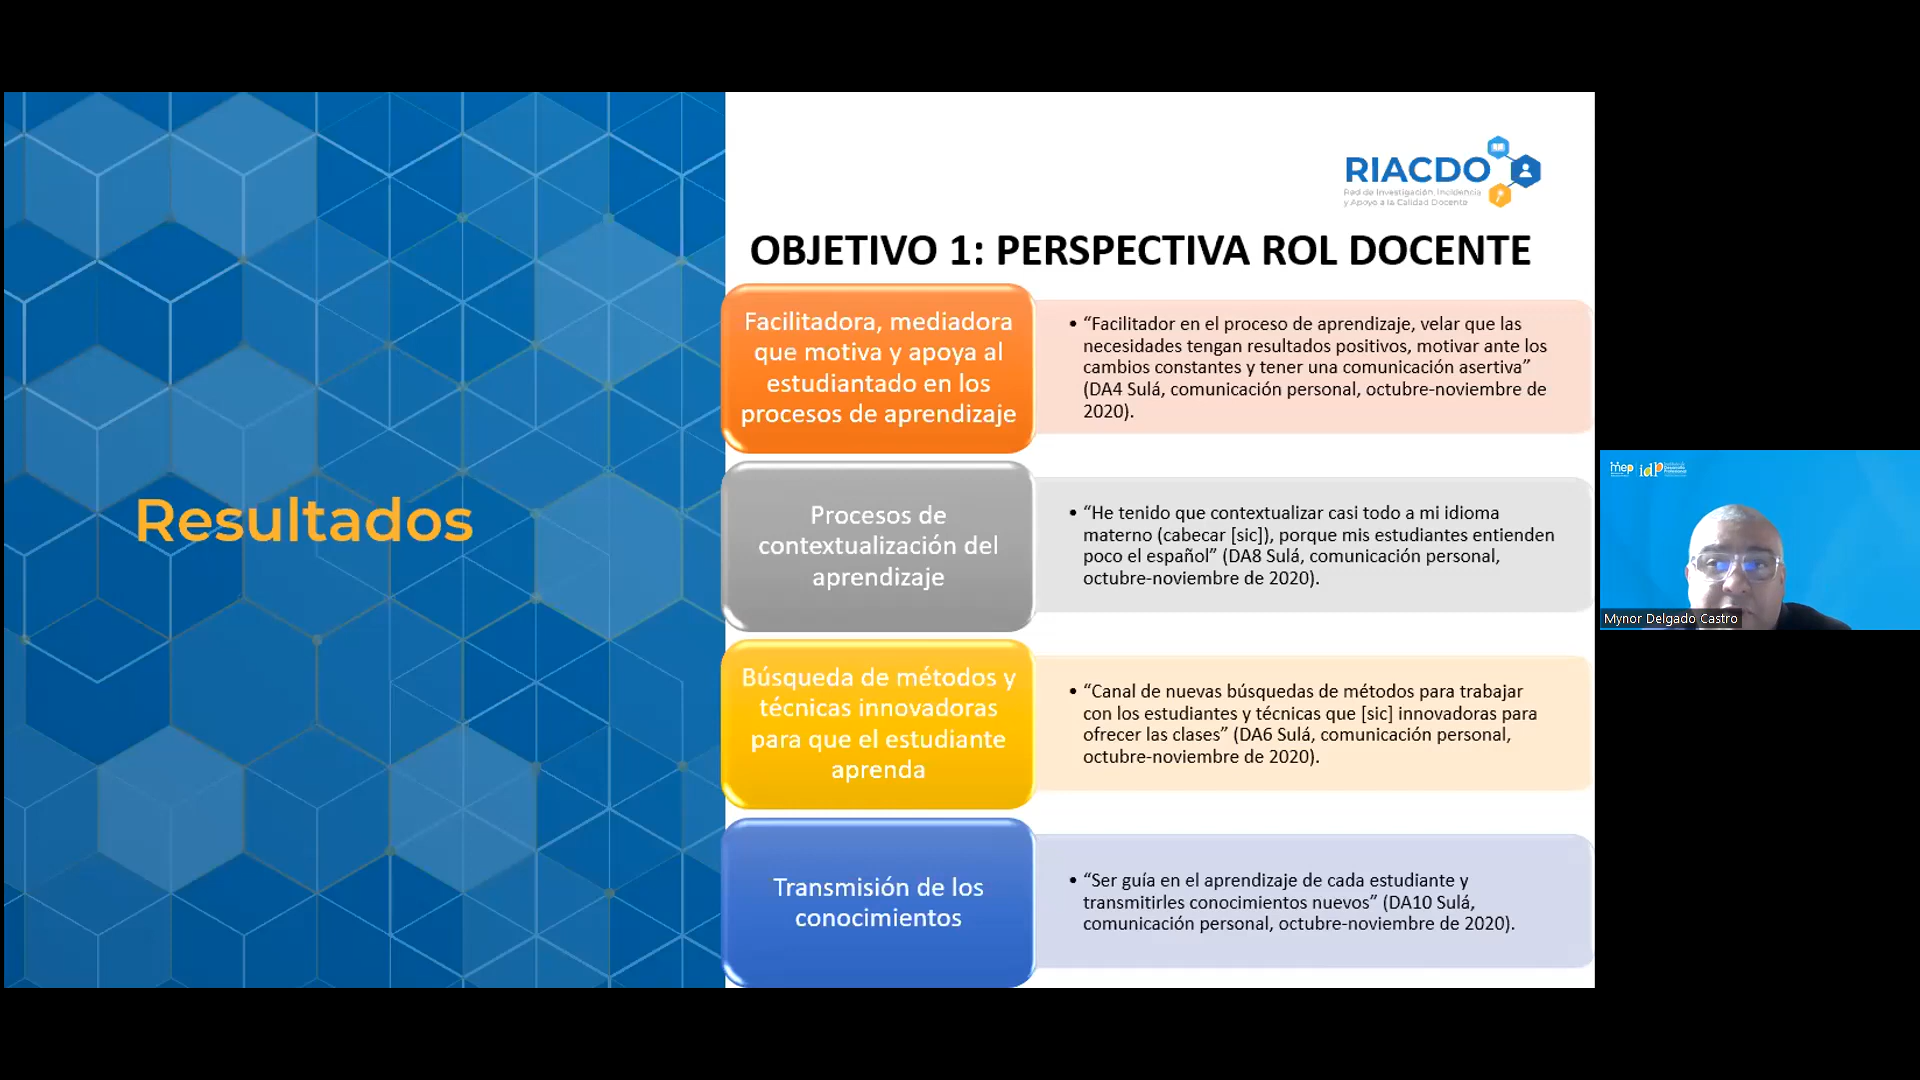 Resultados
RIACDO
Red de Investigación, Incidencia
y Apoyo a la Calidad Docente
OBJETIVO 1: PERSPECTIVA ROL DOCENTE
Facilitadora, mediadora
que motiva y apoya al
estudiantado en los
procesos de aprendizaje
• “Facilitador en el proceso de aprendizaje, velar que las
necesidades tengan resultados positivos, motivar ante los
cambios constantes y tener una comunicación asertiva”
(DA4 Sulá, comunicación personal, octubre-noviembre de
2020).
Procesos de
contextualización del
aprendizaje
• “He tenido que contextualizar casi todo a mi idioma
materno (cabecar [sic]), porque mis estudiantes entienden
poco el español” (DA8 Sulá, comunicación personal,
octubre-noviembre de 2020).
Búsqueda de métodos y
técnicas innovadoras
para que el estudiante
aprenda
• “Canal de nuevas búsquedas de métodos para trabajar
con los estudiantes y técnicas que [sic] innovadoras para
ofrecer las clases” (DA6 Sulá, comunicación personal,
octubre-noviembre de 2020).
Transmisión de los
conocimientos
• “Ser guía en el aprendizaje de cada estudiante y
transmitirles conocimientos nuevos” (DA10 Sulá,
comunicación personal, octubre-noviembre de 2020).
mep
idp
Mynor Delgado Castro